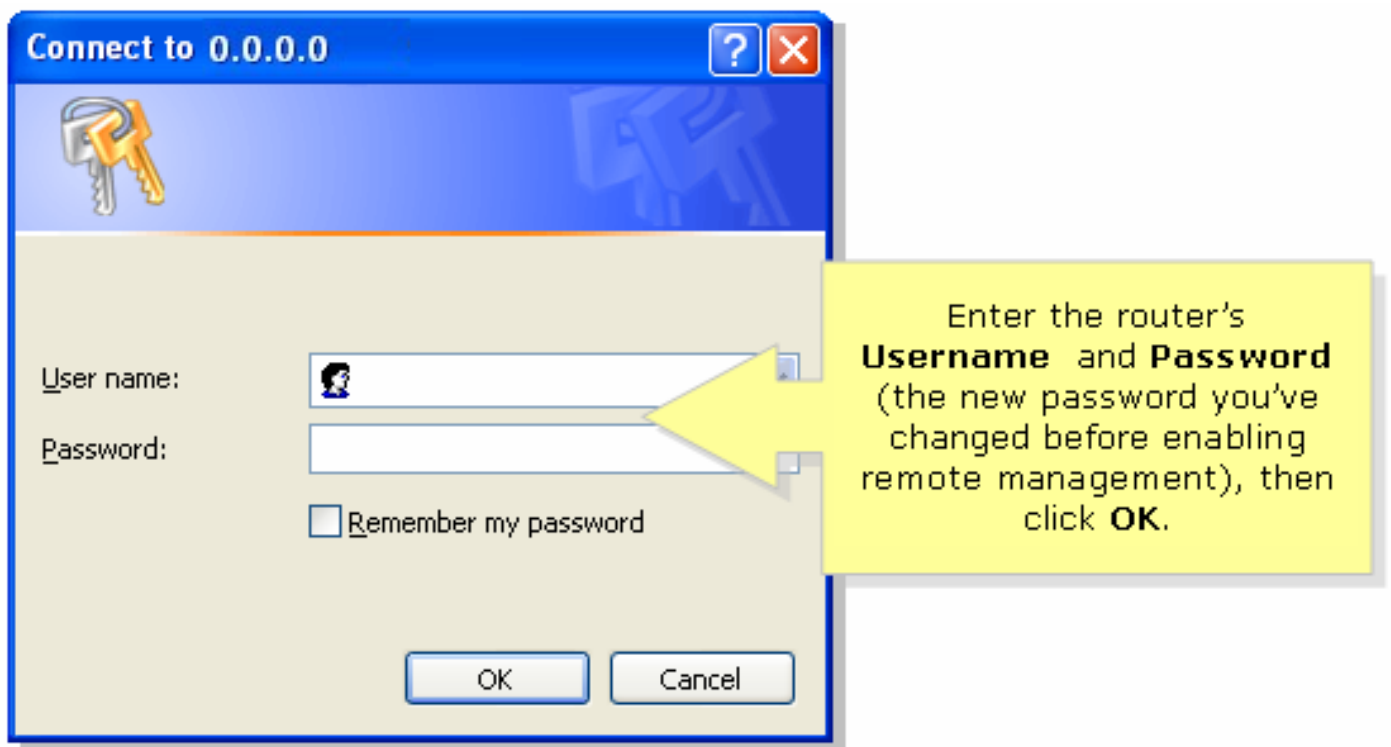 Connect to 0.0.0.0
?
User name:
Password:
Remember my password
OK
Cancel
Enter the router's
Username and Password
(the new password you've
changed before enabling
remote management), then
click OK.